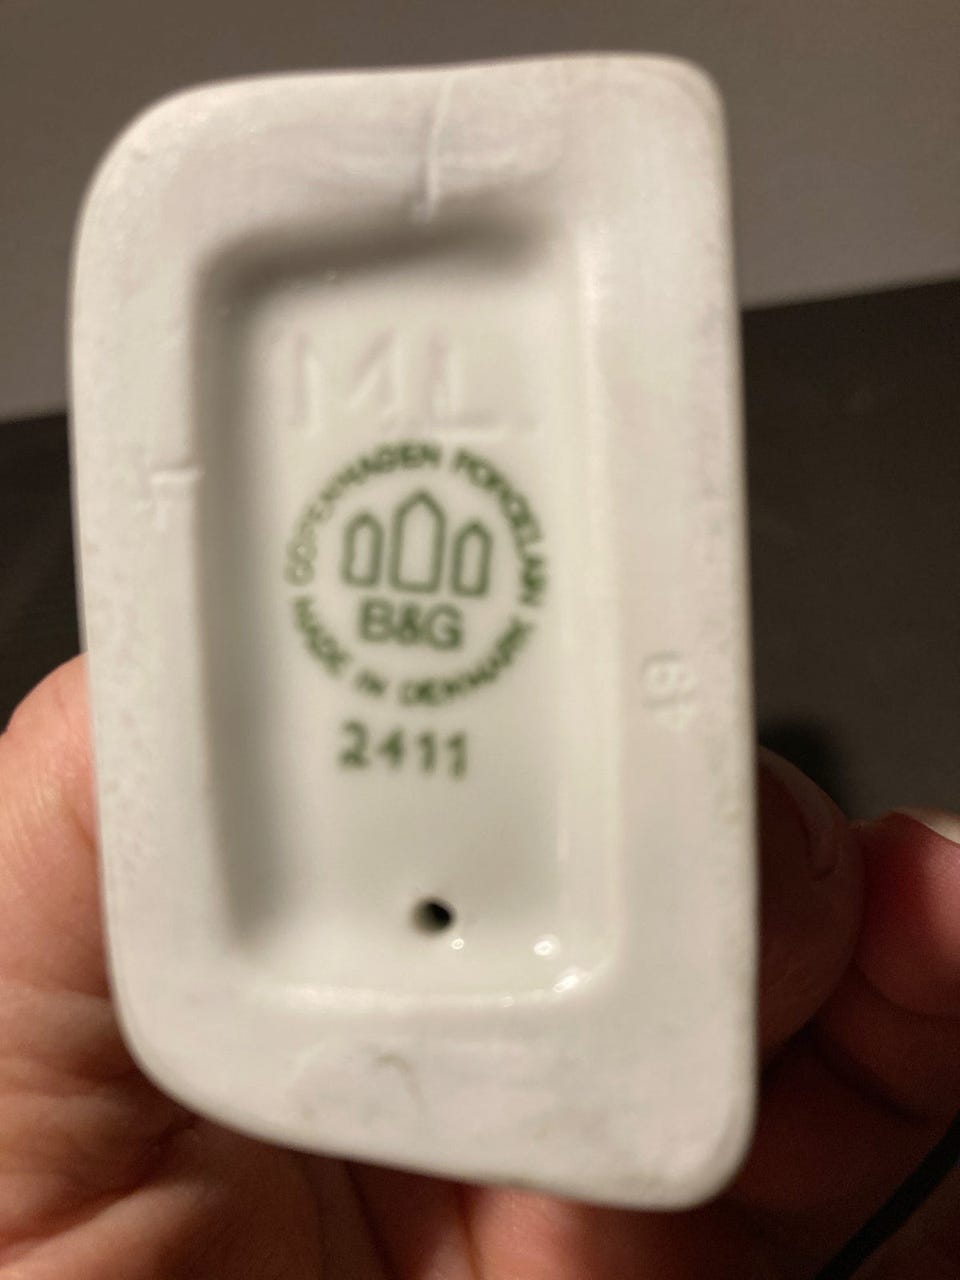 ML
COPENHAGEN PORCELAIN
B&G
MADE IN DENMARK
2411